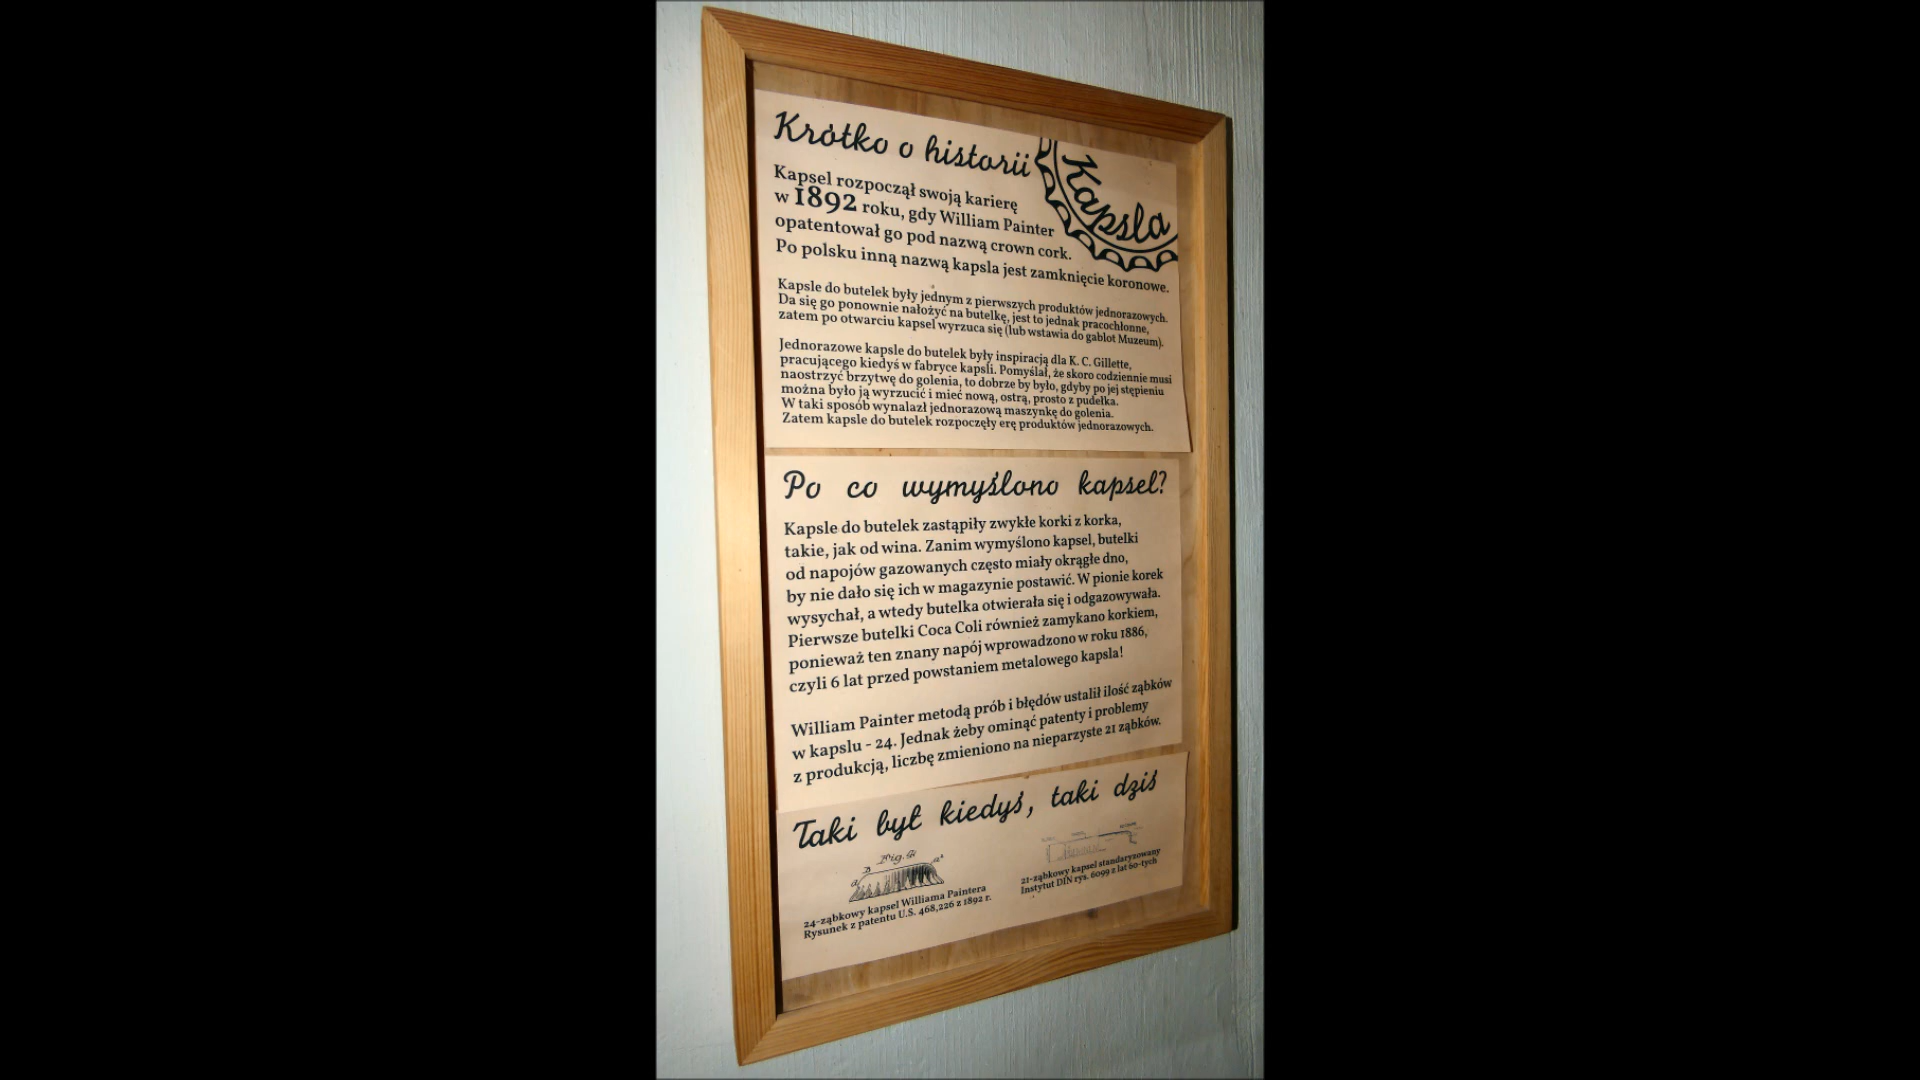 Krótko o historii
Kapsla
Kapsel rozpoczął swoją karierę
w 1892 roku, gdy William Painter
opatentował go pod nazwą crown cork.
Po polsku inną nazwą kapsla jest zamknięcie koronowe.
Kapsle do butelek były jednym z pierwszych produktów jednorazowych.
Da się go ponownie nałożyć na butelkę, jest to jednak pracochłonne,
zatem po otwarciu kapsel wyrzuca się (lub wstawia do gablot Muzeum).
Jednorazowe kapsle do butelek były inspiracją dla K. C. Gillette,
pracującego kiedyś w fabryce kapsli. Pomyślał, że skoro codziennie musi
naostrzyć brzytwę do golenia, to dobrze by było, gdyby po jej stępieniu
można było ją wyrzucić i mieć nową, ostrą, prosto z pudełka.
W taki sposób wynalazł jednorazową maszynkę do golenia.
Zatem kapsle do butelek rozpoczęły erę produktów jednorazowych.
Po co wymyślono kapsel?
Kapsle do butelek zastąpiły zwykłe korki z korka,
takie, jak od wina. Zanim wymyślono kapsel, butelki
od napojów gazowanych często miały okrągłe dno,
by nie dało się ich w magazynie postawić. W pionie korek
wysychał, a wtedy butelka otwierała się i odgazowywała.
Pierwsze butelki Coca Coli również zamykano korkiem,
ponieważ ten znany napój wprowadzono w roku 1886,
czyli 6 lat przed powstaniem metalowego kapsla!
William Painter metodą prób i błędów ustalił ilość ząbków
w kapslu - 24. Jednak żeby ominąć patenty i problemy
z produkcją, liczbę zmieniono na nieparzyste 21 ząbków.
Taki był kiedyś, taki dziś
24-ząbkowy kapsel Williama Paintera
Rysunek z patentu U.S. 468,226 z 1892 r.
21-ząbkowy kapsel standaryzowany
Instytut DIN rys. 6099 z lat 60-tych